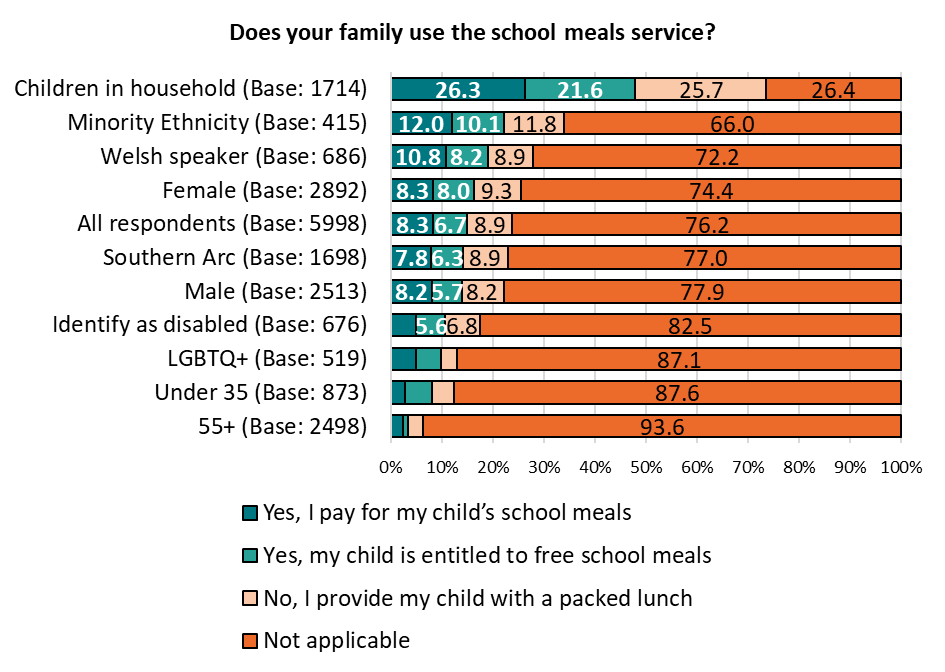 Does your family use the school meals service?
Children in household (Base: 1714) 26.3 21.6 25.7 26.4
Minority Ethnicity (Base: 415) 12.0 10.1 11.8 66.0
Welsh speaker (Base: 686) 10.8 8.2 8.9 72.2
Female (Base: 2892) 8.3 8.0 9.3 74.4
All respondents (Base: 5998) 8.3 6.7 8.9 76.2
Southern Arc (Base: 1698) 7.8 6.3 8.9 77.0
Male (Base: 2513) 8.2 5.7 8.2 77.9
Identify as disabled (Base: 676) 5.6 6.8 82.5
LGBTQ+ (Base: 519) 87.1
Under 35 (Base: 873) 87.6
55+ (Base: 2498) 93.6
0% 10% 20% 30% 40% 50% 60% 70% 80% 90% 100%
Yes, I pay for my child’s school meals
Yes, my child is entitled to free school meals
No, I provide my child with a packed lunch
Not applicable